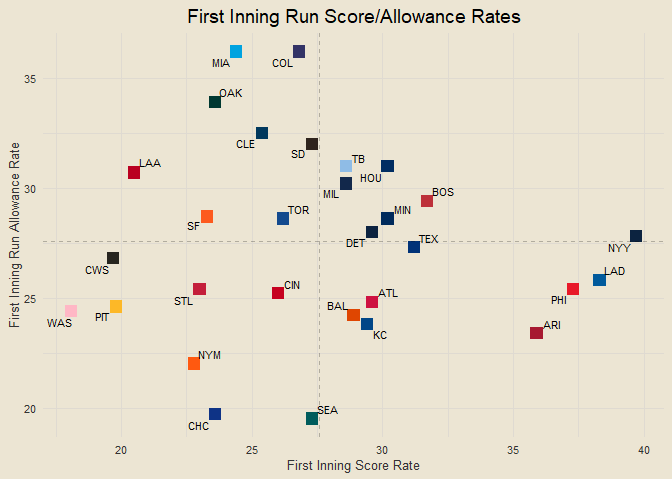 First Inning Run Score/Allowance Rates
First Inning Run Allowance Rate
35
30
25
20
MIA
COL
OAK
CLE
SD
LAA
TB
HOU
MIL
BOS
SF
TOR
MIN
DET
TEX
NYY
CWS
LAD
STL
CIN
PHI
ATL
WAS
PIT
BAL
KC
ARI
NYM
CHC
SEA
20
25
30
35
40
First Inning Score Rate